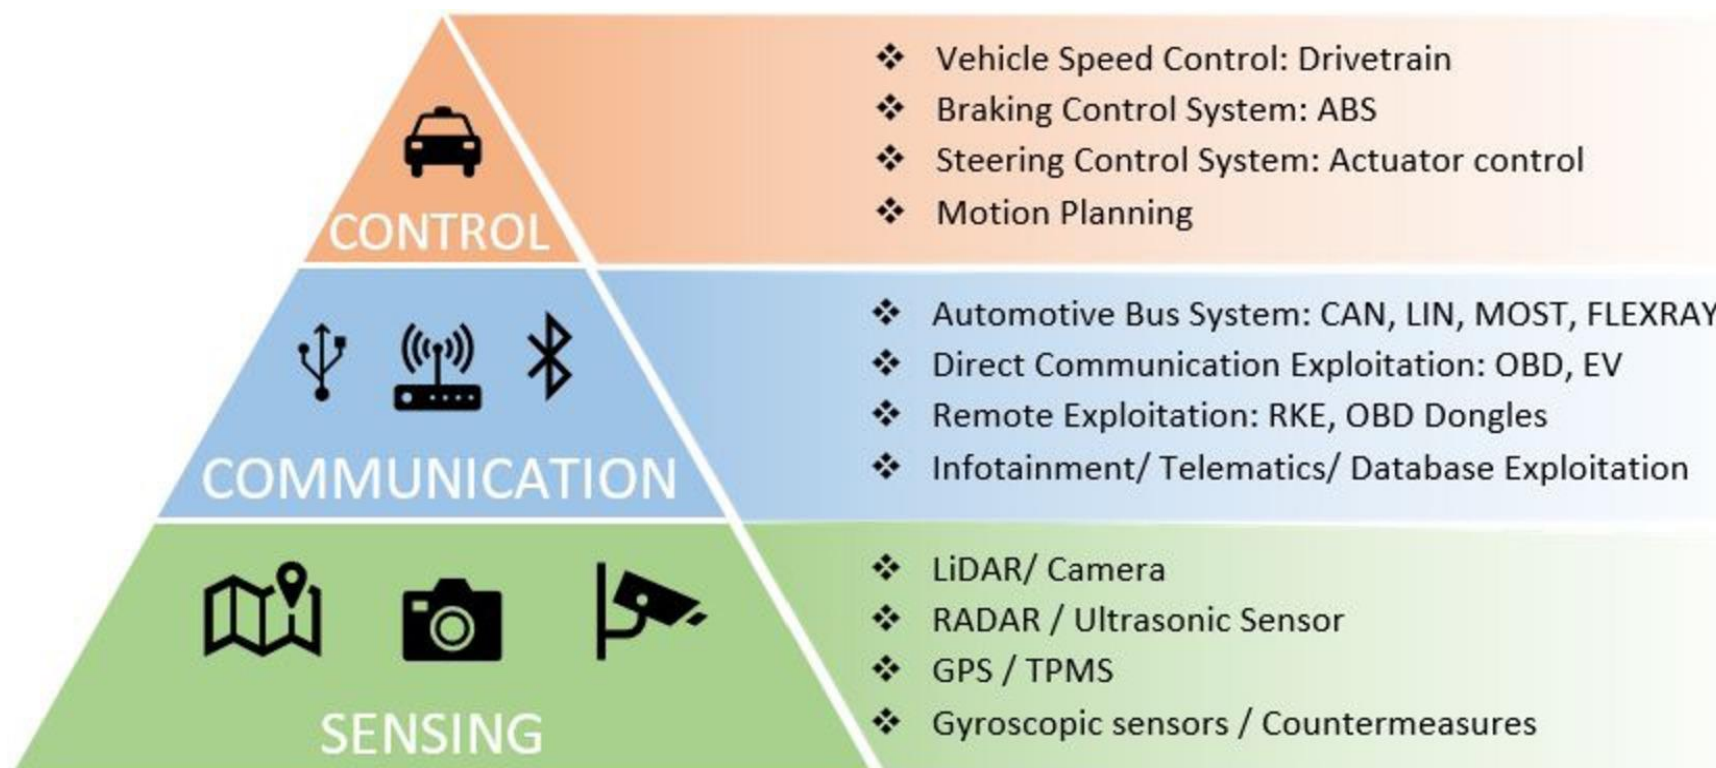 CONTROL
❖ Vehicle Speed Control: Drivetrain
❖ Braking Control System: ABS
❖ Steering Control System: Actuator control
❖ Motion Planning
COMMUNICATION
❖ Automotive Bus System: CAN, LIN, MOST, FLEXRAY
❖ Direct Communication Exploitation: OBD, EV
❖ Remote Exploitation: RKE, OBD Dongles
❖ Infotainment/ Telematics/ Database Exploitation
SENSING
❖ LiDAR/ Camera
❖ RADAR / Ultrasonic Sensor
❖ GPS / TPMS
❖ Gyroscopic sensors / Countermeasures